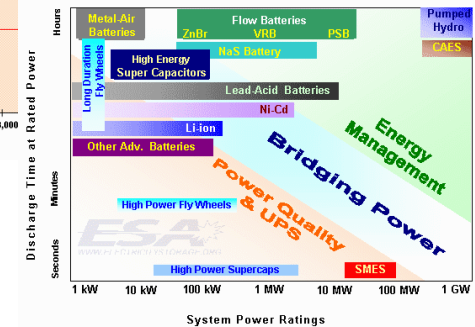 Hours
Metal-Air
Batteries
Flow Batteries
ZnBr VRB PSB
Pumped
Hydro
NaS Battery
CAES
Long Duration
Fly Wheels
High Energy
Super Capacitors
Lead-Acid Batteries
Ni-Cd
Li-ion
Other Adv. Batteries
Energy
Management
Bridging Power
Power Quality
& UPS
Discharge Time at Rated Power
Minutes
High Power Fly Wheels
ESA
Seconds
High Power Supercaps
SMES
1 kW 10 kW 100 kW 1 MW 10 MW 100 MW 1 GW
System Power Ratings